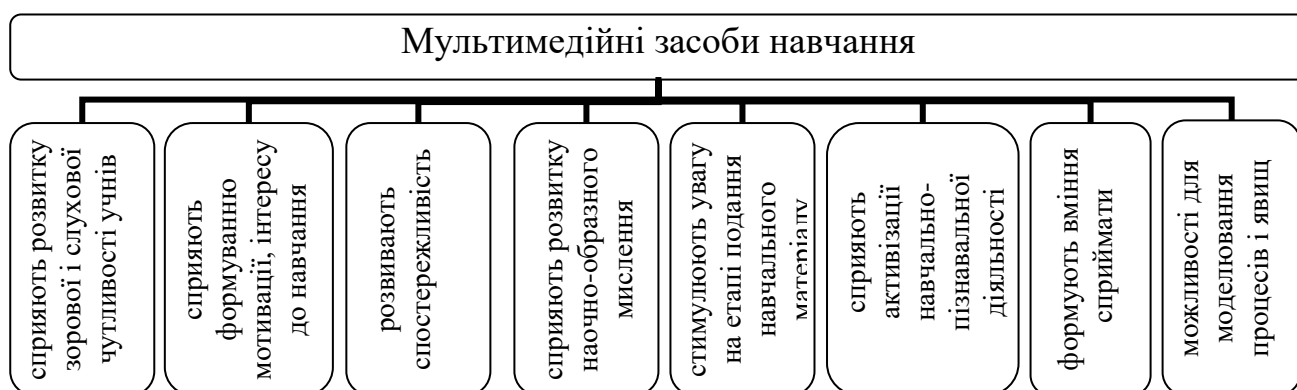 Мультимедійні засоби навчання
сприяють розвитку
зорової і слухової
чутливості учнів
сприяють
формуванню
мотивації, інтересу
до навчання
розвивають
спостережливість
сприяють розвитку
наочно-образного
мислення
стимулюють увагу
на етапі подання
навчального
матеріалу
сприяють
активізації
навчально-
пізнавальної
діяльності
формують вміння
сприймати
можливості для
моделювання
процесів і явищ